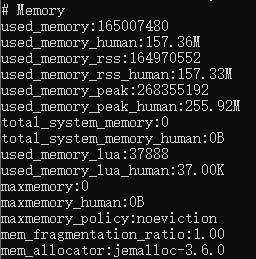 # Memory
used_memory:165007480
used_memory_human:157.36M
used_memory_rss:164970552
used_memory_rss_human:157.33M
used_memory_peak:268355192
used_memory_peak_human:255.92M
total_system_memory:0
total_system_memory_human:0B
used_memory_lua:37888
used_memory_lua_human:37.00K
maxmemory:0
maxmemory_human:0B
maxmemory_policy:noeviction
mem_fragmentation_ratio:1.00
mem_allocator:jemalloc-3.6.0